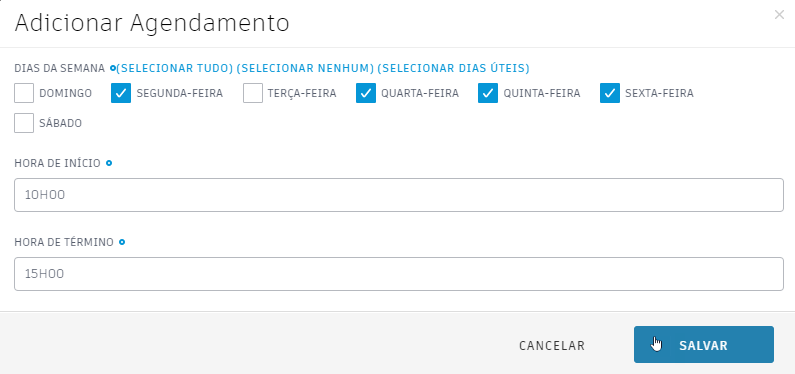 Adicionar Agendamento
DIAS DA SEMANA (SELECIONAR TUDO) (SELECIONAR NENHUM) (SELECIONAR DIAS ÚTEIS)
DOMINGO SEGUNDA-FEIRA TERÇA-FEIRA QUARTA-FEIRA QUINTA-FEIRA SEXTA-FEIRA
SÁBADO
HORA DE INÍCIO
10H00
HORA DE TÉRMINO
15H00
CANCELAR SALVAR